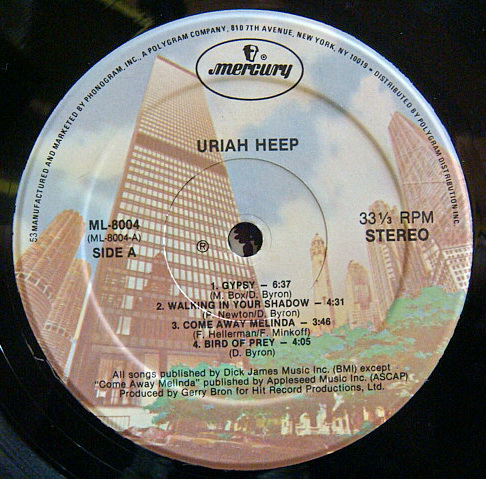 53 MANUFACTURED AND MARKETED BY PHONOGRAM, INC., A POLYGRAM COMPANY, 810 7TH AVENUE, NEW YORK, NY 10019 • DISTRIBUTED BY POLYGRAM DISTRIBUTION INC.
mercury ®
URIAH HEEP
ML-8004
(ML-8004-A)
SIDE A
33 1/3 RPM
STEREO
℗
1. GYPSY — 6:37
(M. Box/D. Byron)
2. WALKING IN YOUR SHADOW — 4:31
(P. Newton/D. Byron)
3. COME AWAY MELINDA — 3:46
(F. Hellerman/F. Minkoff)
4. BIRD OF PREY — 4:05
(D. Byron)
All songs published by Dick James Music Inc. (BMI) except
"Come Away Melinda" published by Appleseed Music Inc. (ASCAP)
Produced by Gerry Bron for Hit Record Productions, Ltd.